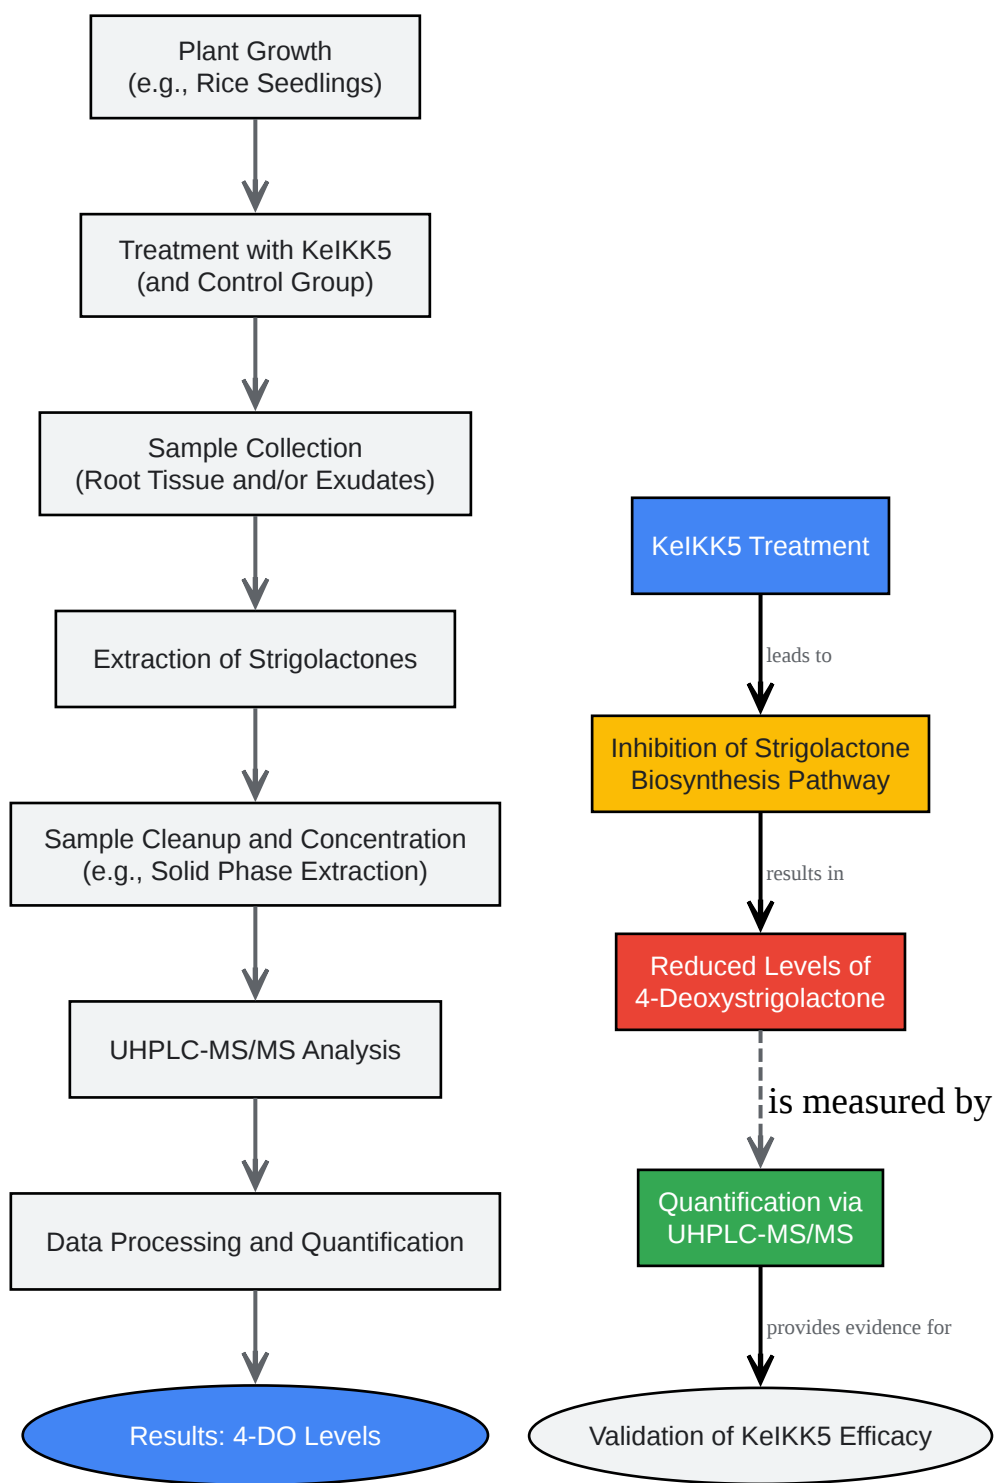 Plant Growth
(e.g., Rice Seedlings)
Treatment with KeIKK5
(and Control Group)
Sample Collection
(Root Tissue and/or Exudates)
Extraction of Strigolactones
Sample Cleanup and Concentration
(e.g., Solid Phase Extraction)
UHPLC-MS/MS Analysis
Data Processing and Quantification
Results: 4-DO Levels
KeIKK5 Treatment
leads to
Inhibition of Strigolactone
Biosynthesis Pathway
results in
Reduced Levels of
4-Deoxystrigolactone
is measured by
Quantification via
UHPLC-MS/MS
provides evidence for
Validation of KeIKK5 Efficacy